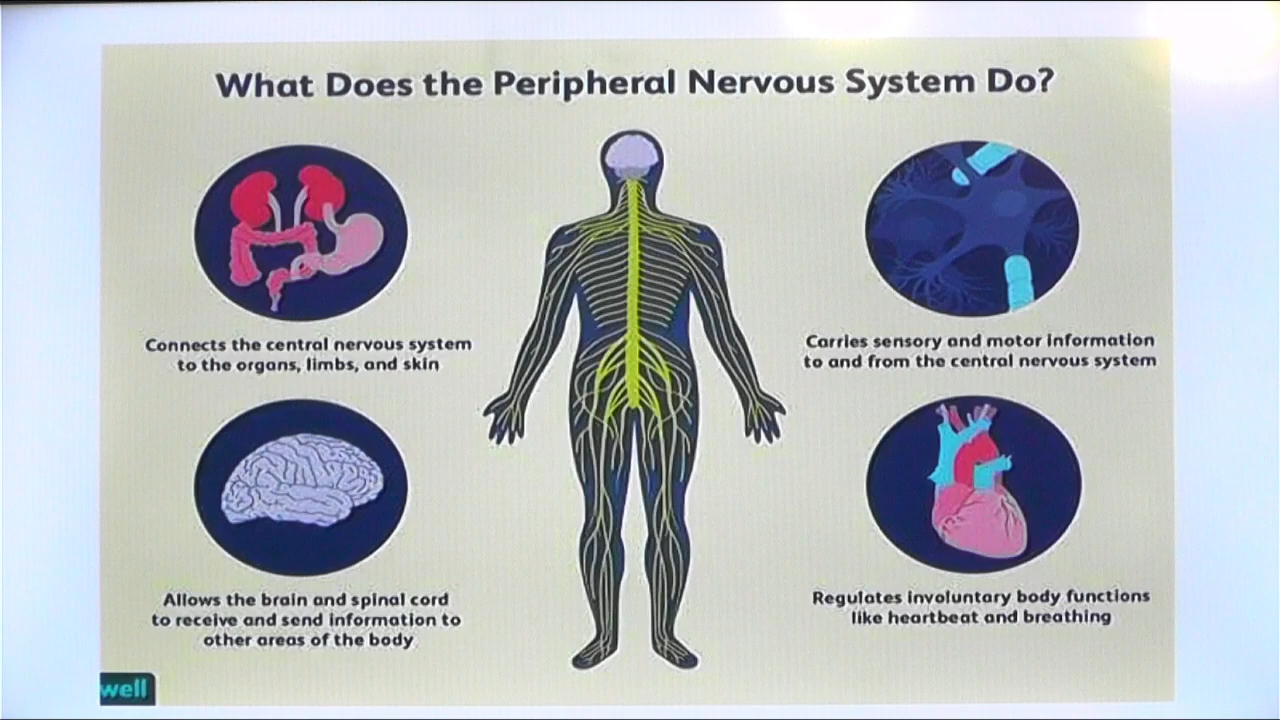 What Does the Peripheral Nervous System Do?
Connects the central nervous system
to the organs, limbs, and skin
Carries sensory and motor information
to and from the central nervous system
Allows the brain and spinal cord
to receive and send information to
other areas of the body
Regulates involuntary body functions
like heartbeat and breathing
well